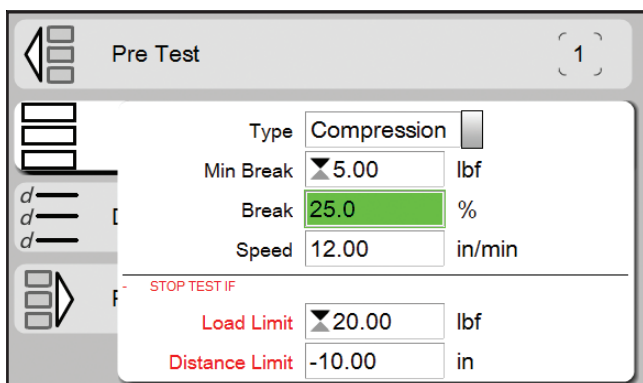 Pre Test 1
Type Compression
Min Break 5.00 lbf
Break 25.0 %
Speed 12.00 in/min
d
d D
d
- STOP TEST IF
Load Limit 20.00 lbf
Distance Limit -10.00 in